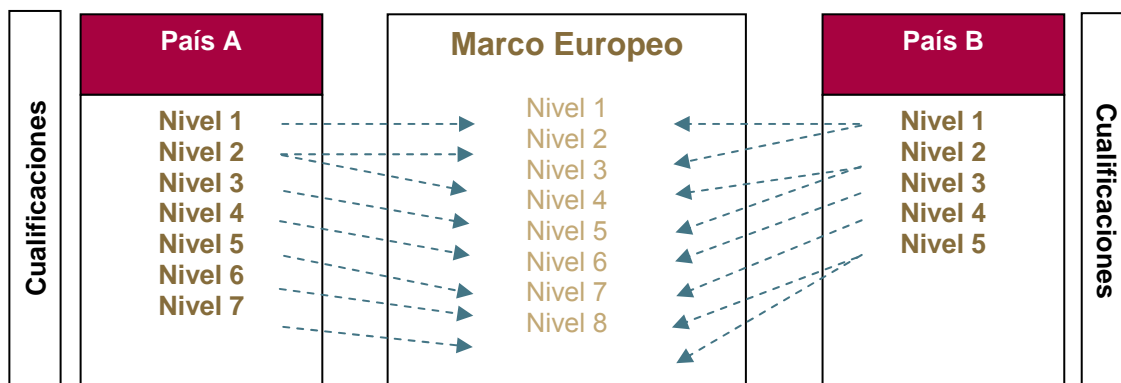 Cualificaciones
País A
Nivel 1
Nivel 2
Nivel 3
Nivel 4
Nivel 5
Nivel 6
Nivel 7
Marco Europeo
Nivel 1
Nivel 2
Nivel 3
Nivel 4
Nivel 5
Nivel 6
Nivel 7
Nivel 8
País B
Nivel 1
Nivel 2
Nivel 3
Nivel 4
Nivel 5
Cualificaciones